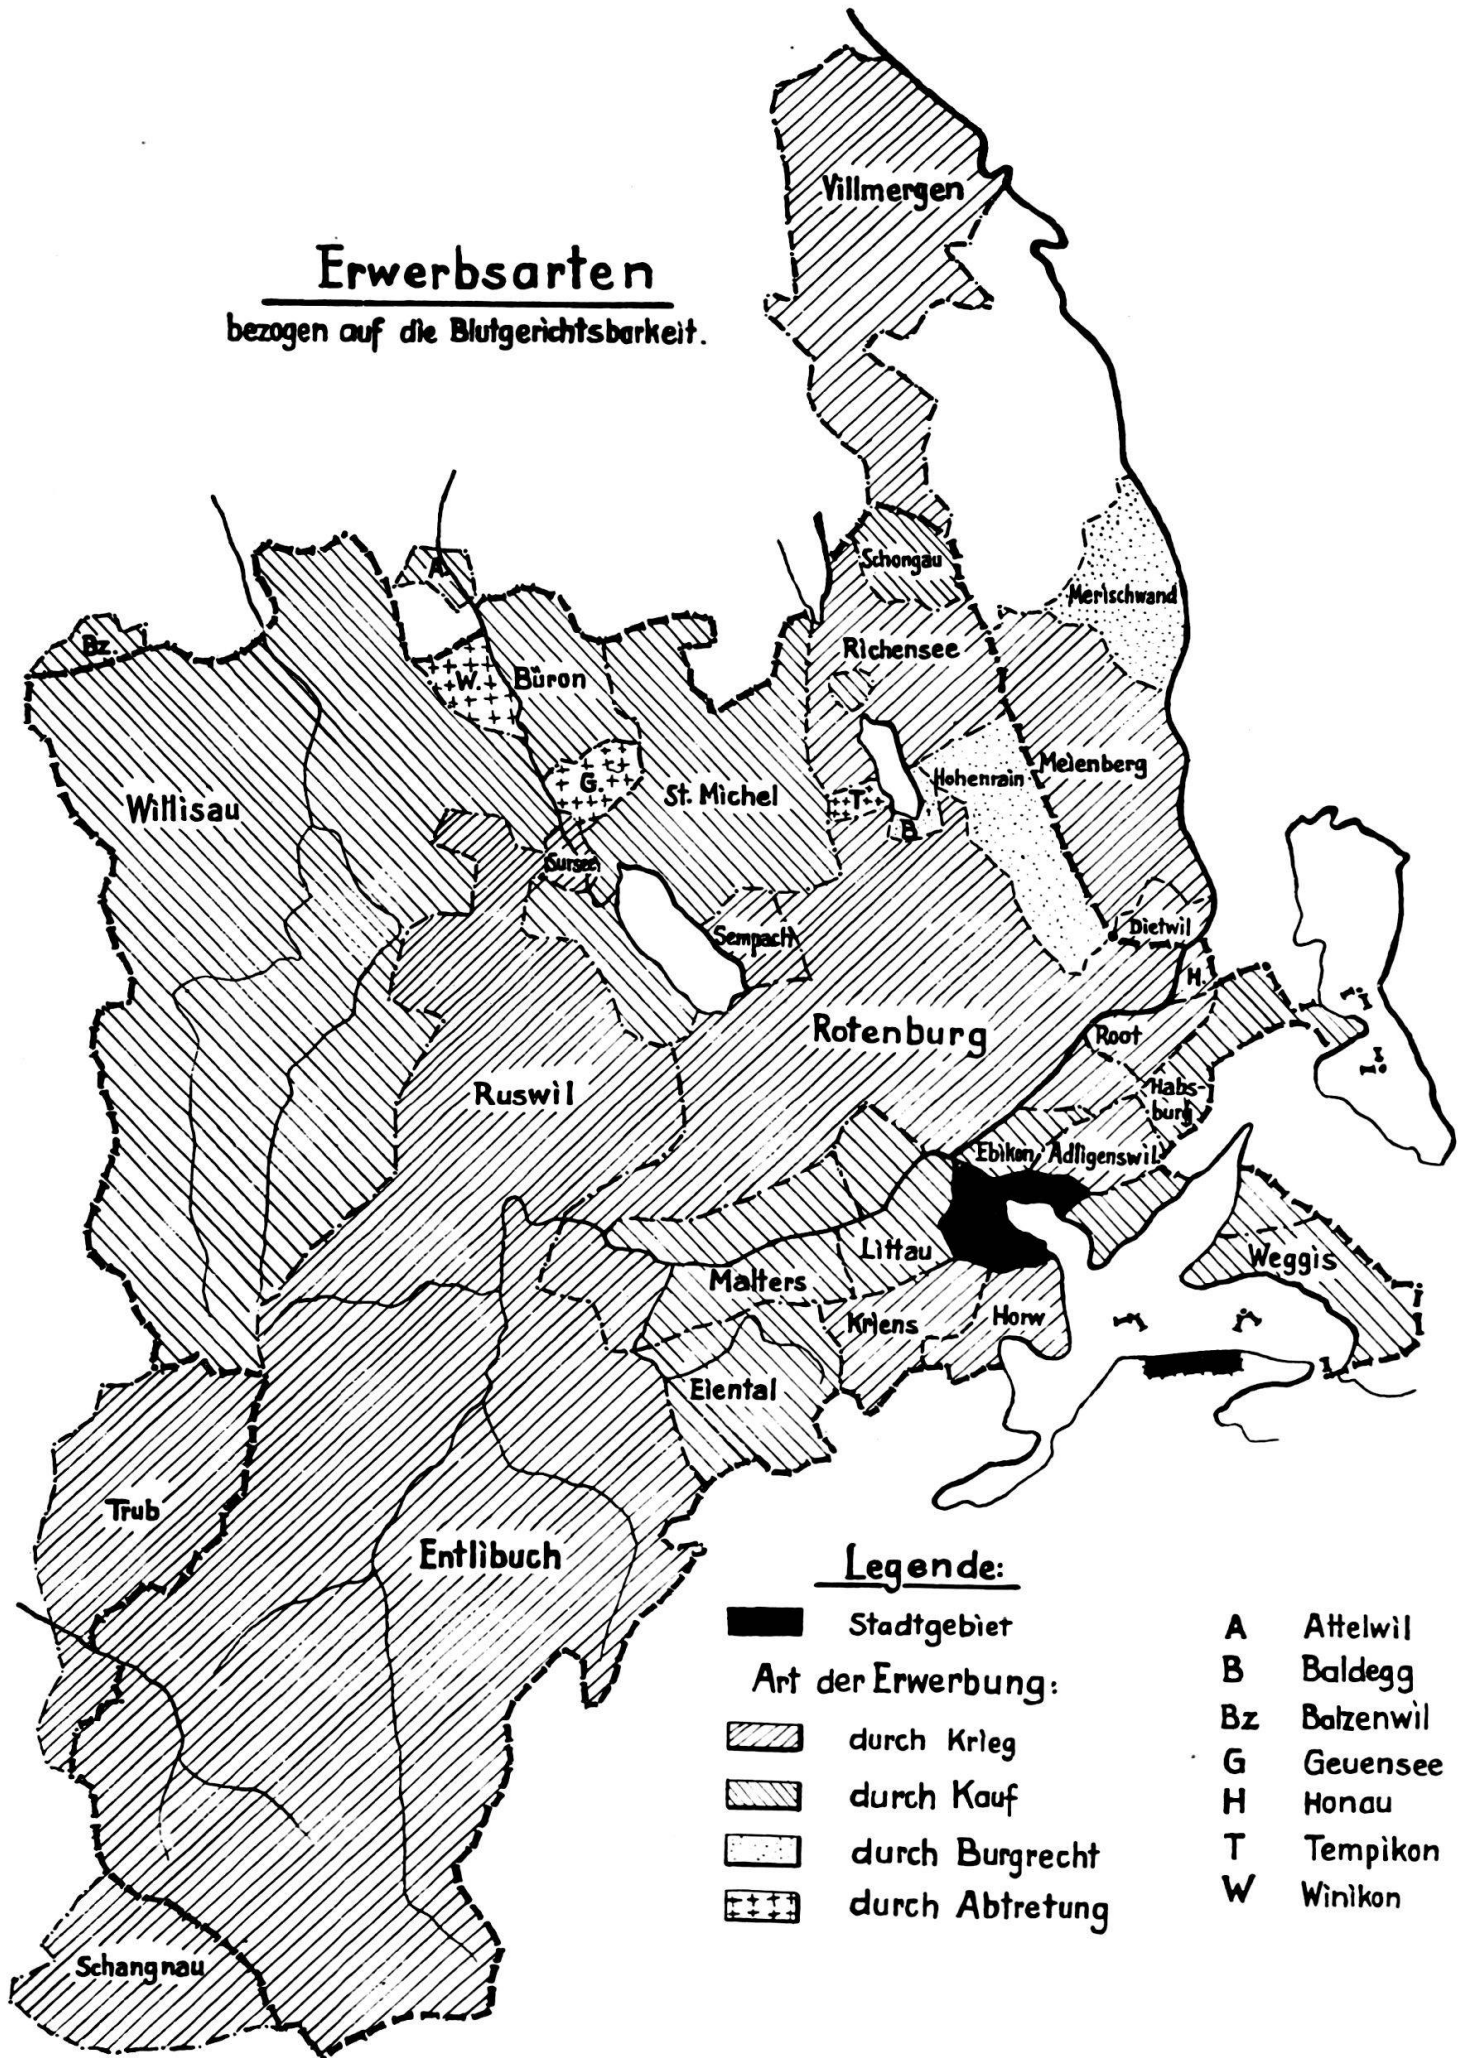 Erwerbsarten
bezogen auf die Blutgerichtsbarkeit.
Villmergen
Schongau
Merischwand
Richensee
A.
Bz.
W.
Büron
G.
St. Michel
T
B
Hohenrain
Meienberg
Willisau
Sursee
Sempach
Dietwil
H.
Rotenburg
Root
Ruswil
Habs-
burg
Ebikon
Adligenswil
Littau
Malters
Weggis
Kriens
Horw
Eiental
Trub
Entlibuch
Schangnau
Legende:
Stadtgebiet
Art der Erwerbung:
durch Krieg
durch Kauf
durch Burgrecht
durch Abtretung
A Attelwil
B Baldegg
Bz Balzenwil
G Geuensee
H Honau
T Tempikon
W Winikon